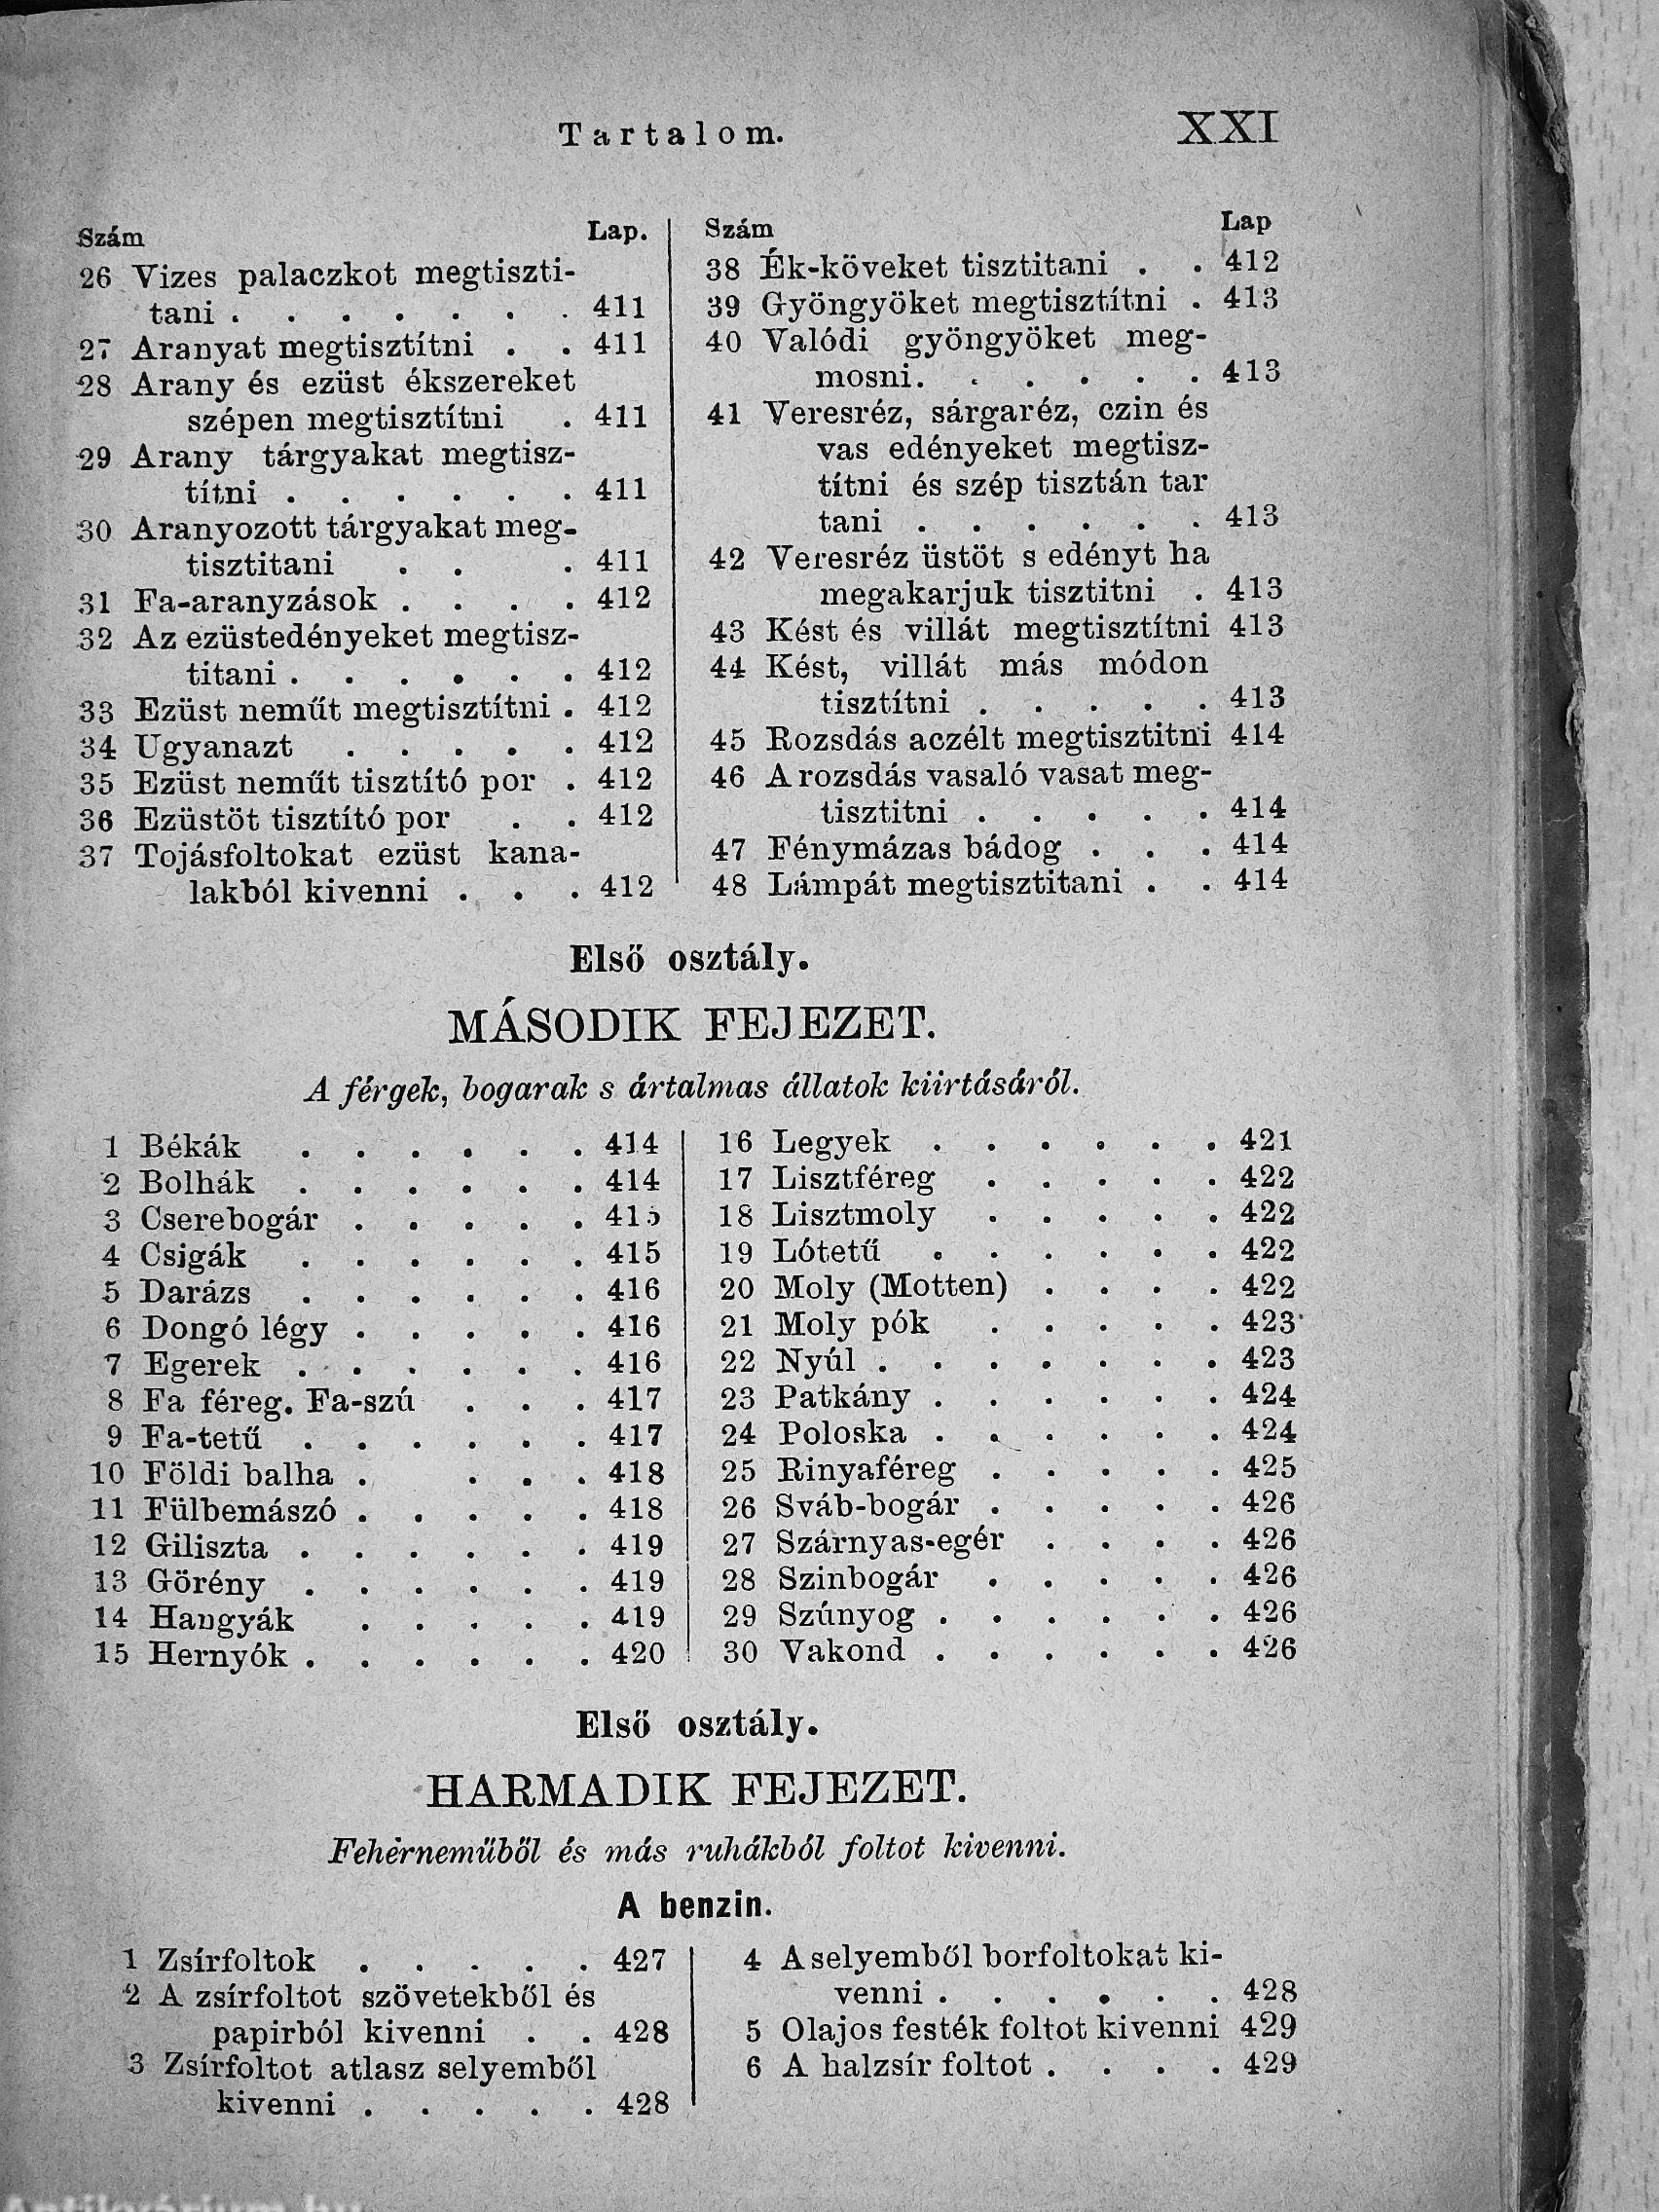 Tartalom.
XXI
Szám Lap.
26 Vizes palaczkot megtiszti-
tani . . . . . . . 411
27 Aranyat megtisztítni . . 411
28 Arany és ezüst ékszereket
szépen megtisztítni . 411
29 Arany tárgyakat megtisz-
títni . . . . . . 411
30 Aranyozott tárgyakat meg-
tisztitani . . . 411
31 Fa-aranyzások . . . . 412
32 Az ezüstedényeket megtisz-
titani . . . . . . 412
33 Ezüst neműt megtisztítni . 412
34 Ugyanazt . . . . . 412
35 Ezüst neműt tisztító por . 412
36 Ezüstöt tisztító por . . 412
37 Tojásfoltokat ezüst kana-
lakból kivenni . . . 412
Szám Lap
38 Ék-köveket tisztitani . . 412
39 Gyöngyöket megtisztítni . 413
40 Valódi gyöngyöket meg-
mosni. . . . . . 413
41 Veresréz, sárgaréz, czin és
vas edényeket megtisz-
títni és szép tisztán tar
tani . . . . . . 413
42 Veresréz üstöt s edényt ha
megakarjuk tisztitni . 413
43 Kést és villát megtisztítni 413
44 Kést, villát más módon
tisztítni . . . . . 413
45 Rozsdás aczélt megtisztitni 414
46 A rozsdás vasaló vasat meg-
tisztitni . . . . . 414
47 Fénymázas bádog . . . 414
48 Lámpát megtisztitani . . 414
Első osztály.
MÁSODIK FEJEZET.
A férgek, bogarak s ártalmas állatok kiirtásáról.
1 Békák . . . . . . 414
2 Bolhák . . . . . . 414
3 Cserebogár . . . . . 415
4 Csigák . . . . . . 415
5 Darázs . . . . . . 416
6 Dongó légy . . . . . 416
7 Egerek . . . . . . 416
8 Fa féreg. Fa-szú . . . 417
9 Fa-tetű . . . . . . 417
10 Földi balha . . . . 418
11 Fülbemászó . . . . . 418
12 Giliszta . . . . . . 419
13 Görény . . . . . . 419
14 Hangyák . . . . . 419
15 Hernyók . . . . . . 420
16 Legyek . . . . . . 421
17 Lisztféreg . . . . . 422
18 Lisztmoly . . . . . 422
19 Lótetű . . . . . . 422
20 Moly (Motten) . . . . 422
21 Moly pók . . . . . 423
22 Nyúl . . . . . . . 423
23 Patkány . . . . . . 424
24 Poloska . . . . . . 424
25 Rinyaféreg . . . . . 425
26 Sváb-bogár . . . . . 426
27 Szárnyas-egér . . . . 426
28 Szinbogár . . . . . 426
29 Szúnyog . . . . . . 426
30 Vakond . . . . . . 426
Első osztály.
HARMADIK FEJEZET.
Fehérneműből és más ruhákból foltot kivenni.
A benzin.
1 Zsírfoltok . . . . . 427
2 A zsírfoltot szövetekből és
papirból kivenni . . 428
3 Zsírfoltot atlasz selyemből
kivenni . . . . . 428
4 A selyemből borfoltokat ki-
venni . . . . . . 428
5 Olajos festék foltot kivenni 429
6 A halzsír foltot . . . . 429
Antikvárium.hu